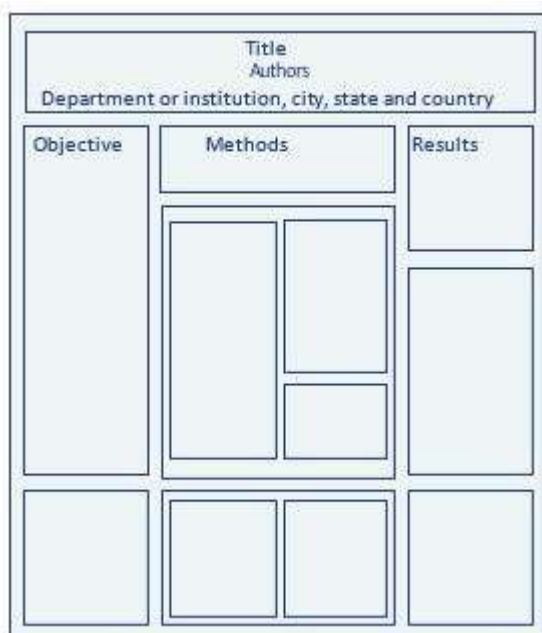 Title
Authors
Department or institution, city, state and country
Objective
Methods
Results